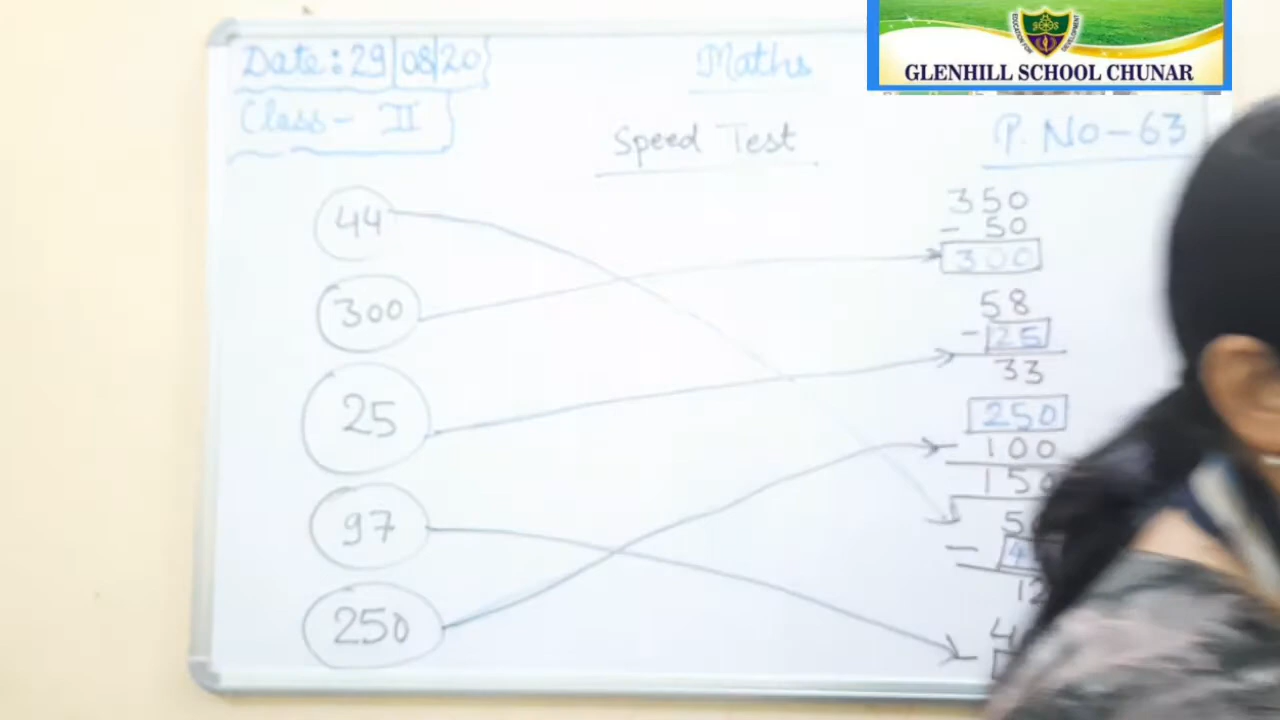 GLENHILL SCHOOL CHUNAR
Date: 29/08/20
Maths
Class- II
Speed Test
P. No-63
44
300
25
97
250
350
- 50
300
58
- 25
33
250
- 100
150
-
12
-